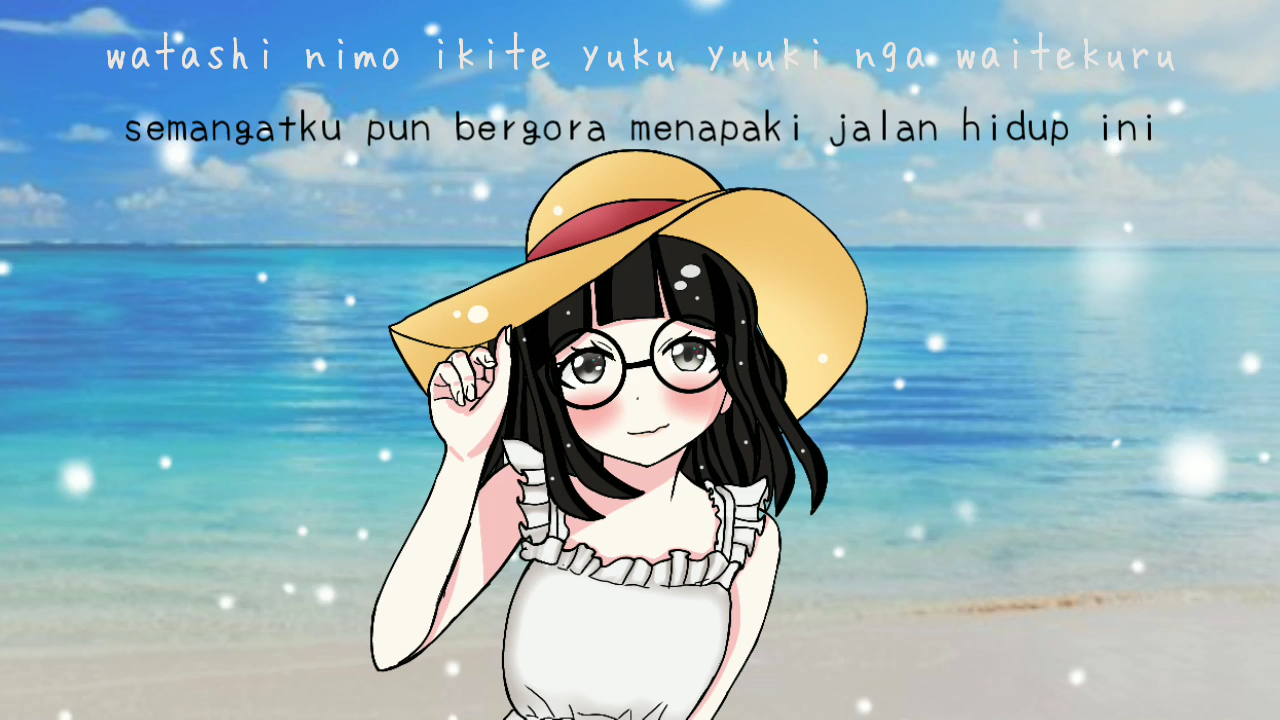 watashi nimo ikite yuku yuuki nga waitekuru
semangatku pun bergora menapaki jalan hidup ini